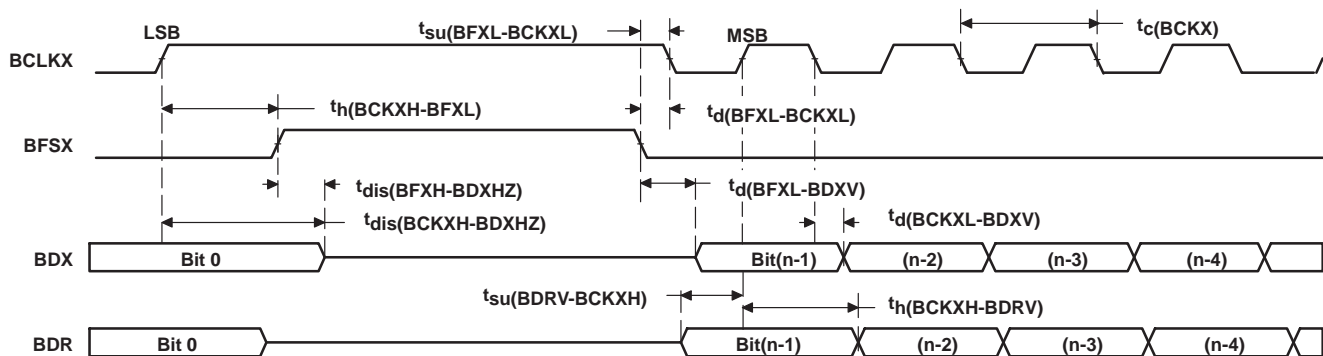 LSB
tsu(BFXL-BCKXL)
MSB
tc(BCKX)
BCLKX
th(BCKXH-BFXL)
td(BFXL-BCKXL)
BFSX
tdis(BFXH-BDXHZ)
td(BFXL-BDXV)
tdis(BCKXH-BDXHZ)
td(BCKXL-BDXV)
BDX Bit 0 Bit(n-1) (n-2) (n-3) (n-4)
tsu(BDRV-BCKXH)
th(BCKXH-BDRV)
BDR Bit 0 Bit(n-1) (n-2) (n-3) (n-4)